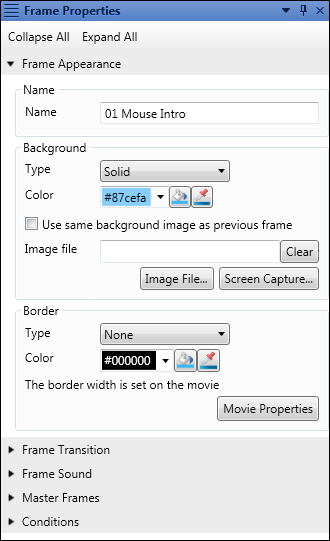 Frame Properties
Collapse All Expand All
Frame Appearance
Name
Name 01 Mouse Intro
Background
Type Solid
Color #87cefa
Use same background image as previous frame
Image file Clear
Image File... Screen Capture...
Border
Type None
Color #000000
The border width is set on the movie
Movie Properties
Frame Transition
Frame Sound
Master Frames
Conditions